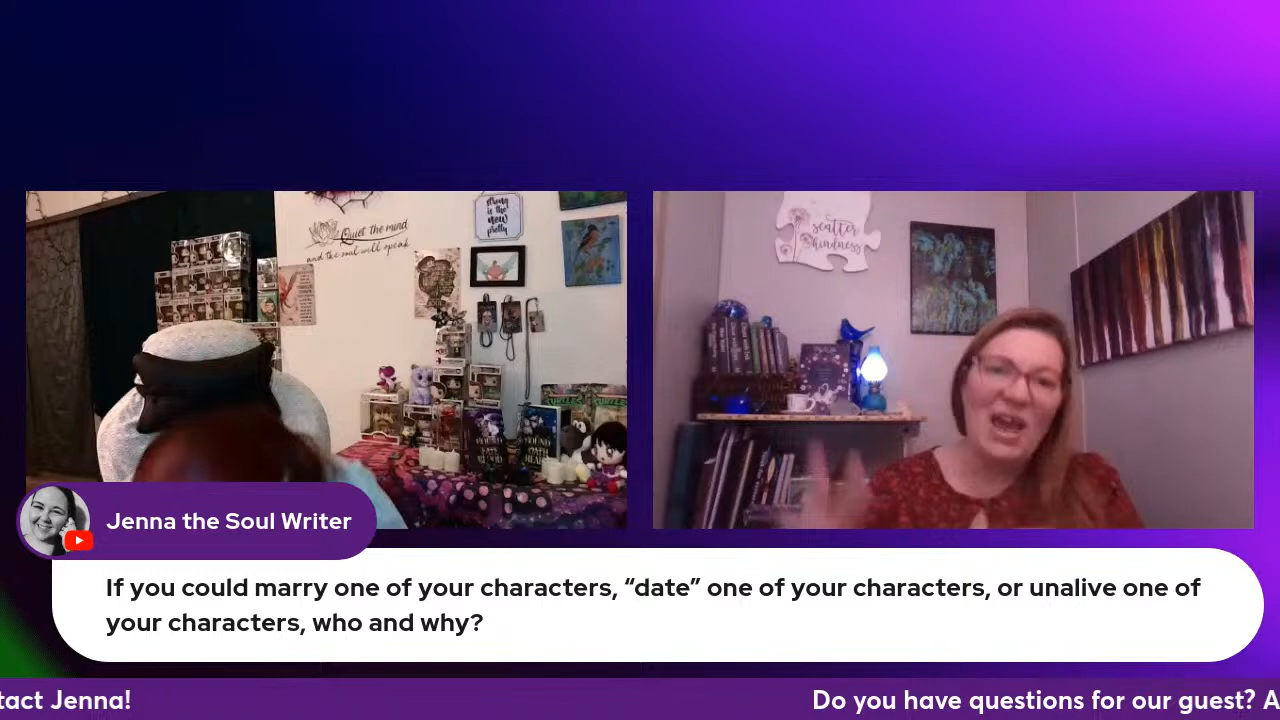 strong
is the
new
pretty
Quiet the mind
and the soul will speak
scatter
kindness
Jenna the Soul Writer
If you could marry one of your characters, “date” one of your characters, or unalive one of
your characters, who and why?
tact Jenna!
Do you have questions for our guest? A